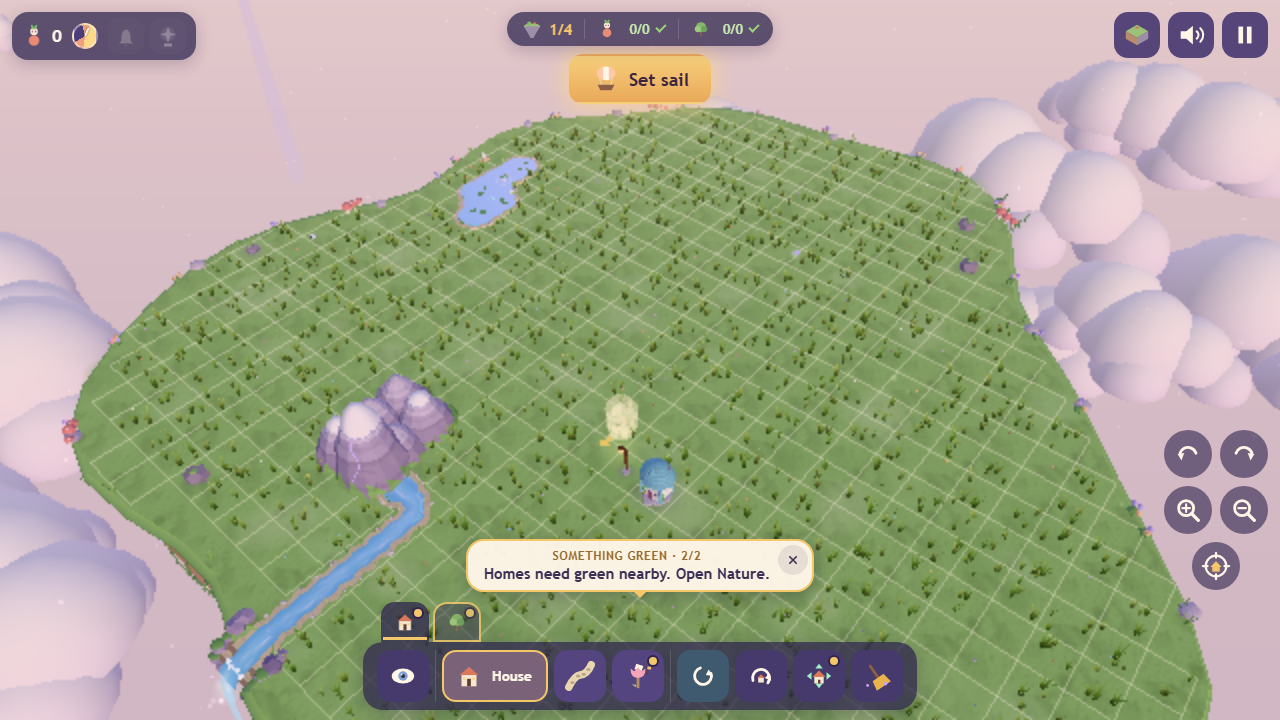 0
1/4
0/0
0/0
Set sail
SOMETHING GREEN · 2/2
Homes need green nearby. Open Nature.
House